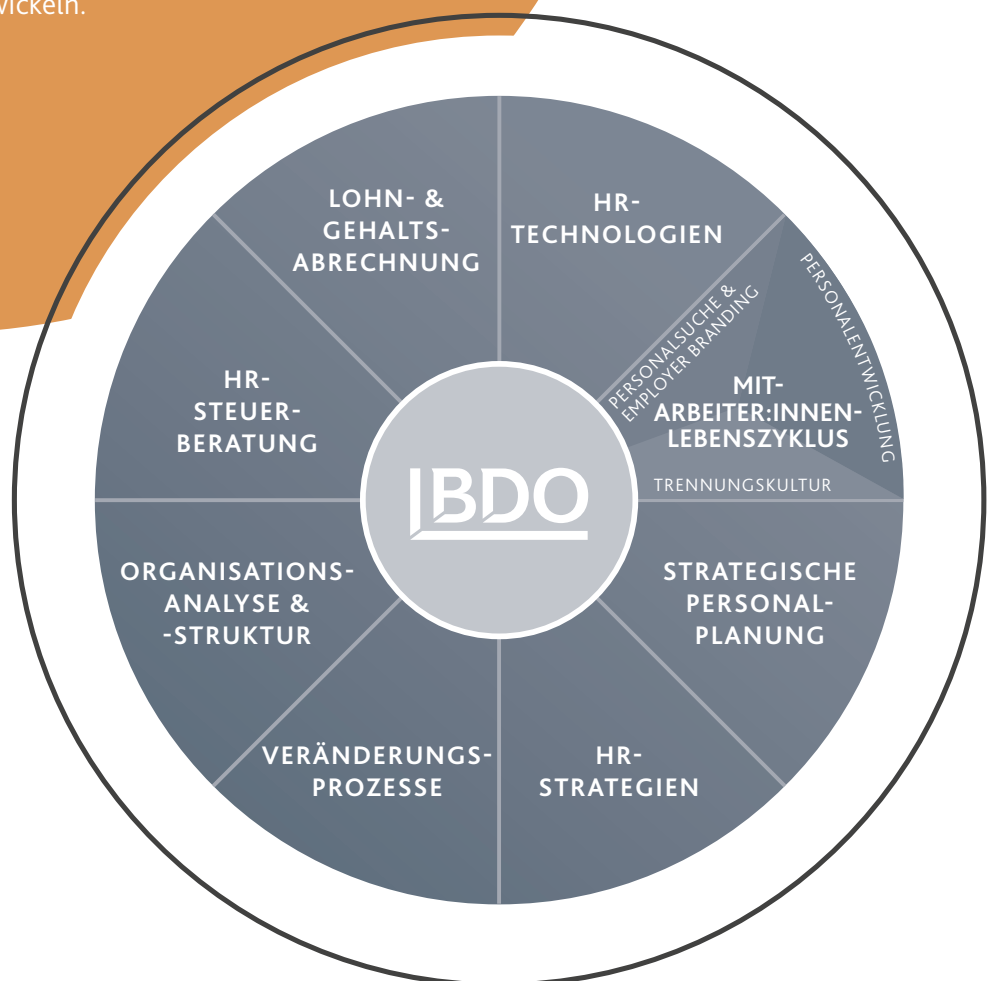 wickeln.
LOHN- &
GEHALTS-
ABRECHNUNG
HR-
TECHNOLOGIEN
PERSONALSUCHE &
EMPLOYER BRANDING
PERSONALENTWICKLUNG
MIT-
ARBEITER:INNEN-
LEBENSZYKLUS
TRENNUNGSKULTUR
HR-
STEUER-
BERATUNG
BDO
ORGANISATIONS-
ANALYSE &
-STRUKTUR
STRATEGISCHE
PERSONAL-
PLANUNG
VERÄNDERUNGS-
PROZESSE
HR-
STRATEGIEN